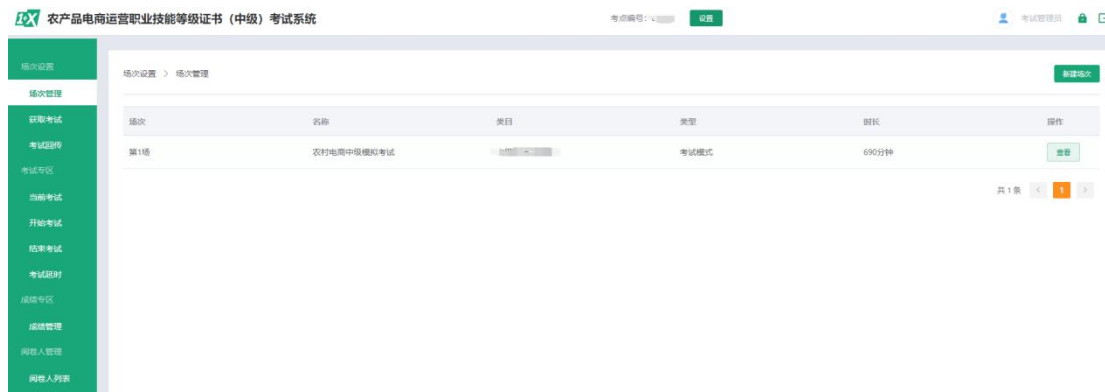 农产品电商运营职业技能等级证书（中级）考试系统
考点编号：
设置
考试管理员
场次设置
场次管理
获取考试
考试回传
考试专区
当前考试
开始考试
结束考试
考试延时
成绩专区
成绩管理
阅卷人管理
阅卷人列表
场次设置 > 场次管理
新建场次
场次 名称 类目 类型 时长 操作
第1场 农村电商中级模拟考试 考试模式 690分钟 查看
共1条 < 1 >